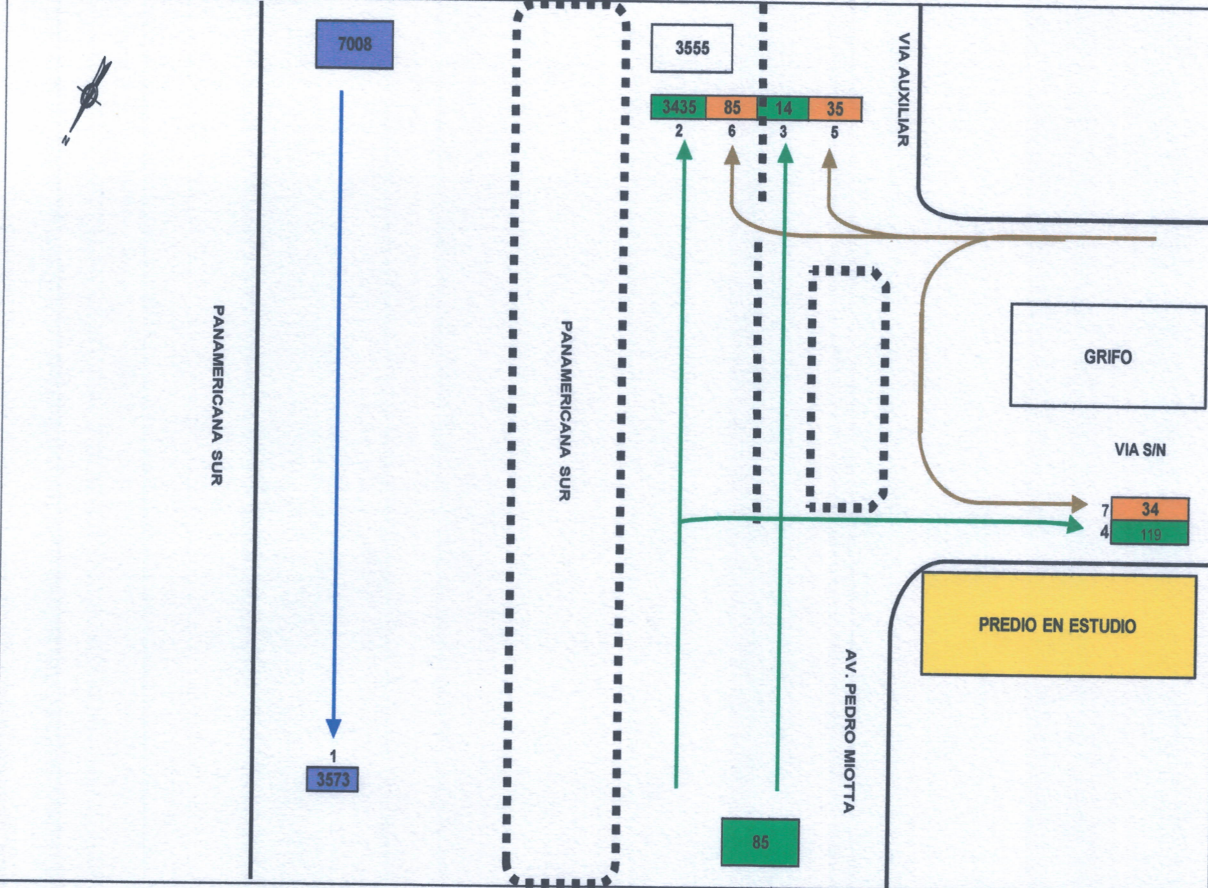 7008
3555
3435 85 14 35
2 6 3 5
VIA AUXILIAR
N
PANAMERICANA SUR
PANAMERICANA SUR
GRIFO
VIA S/N
7 34
4 119
PREDIO EN ESTUDIO
AV. PEDRO MIOTTA
1
3573
85